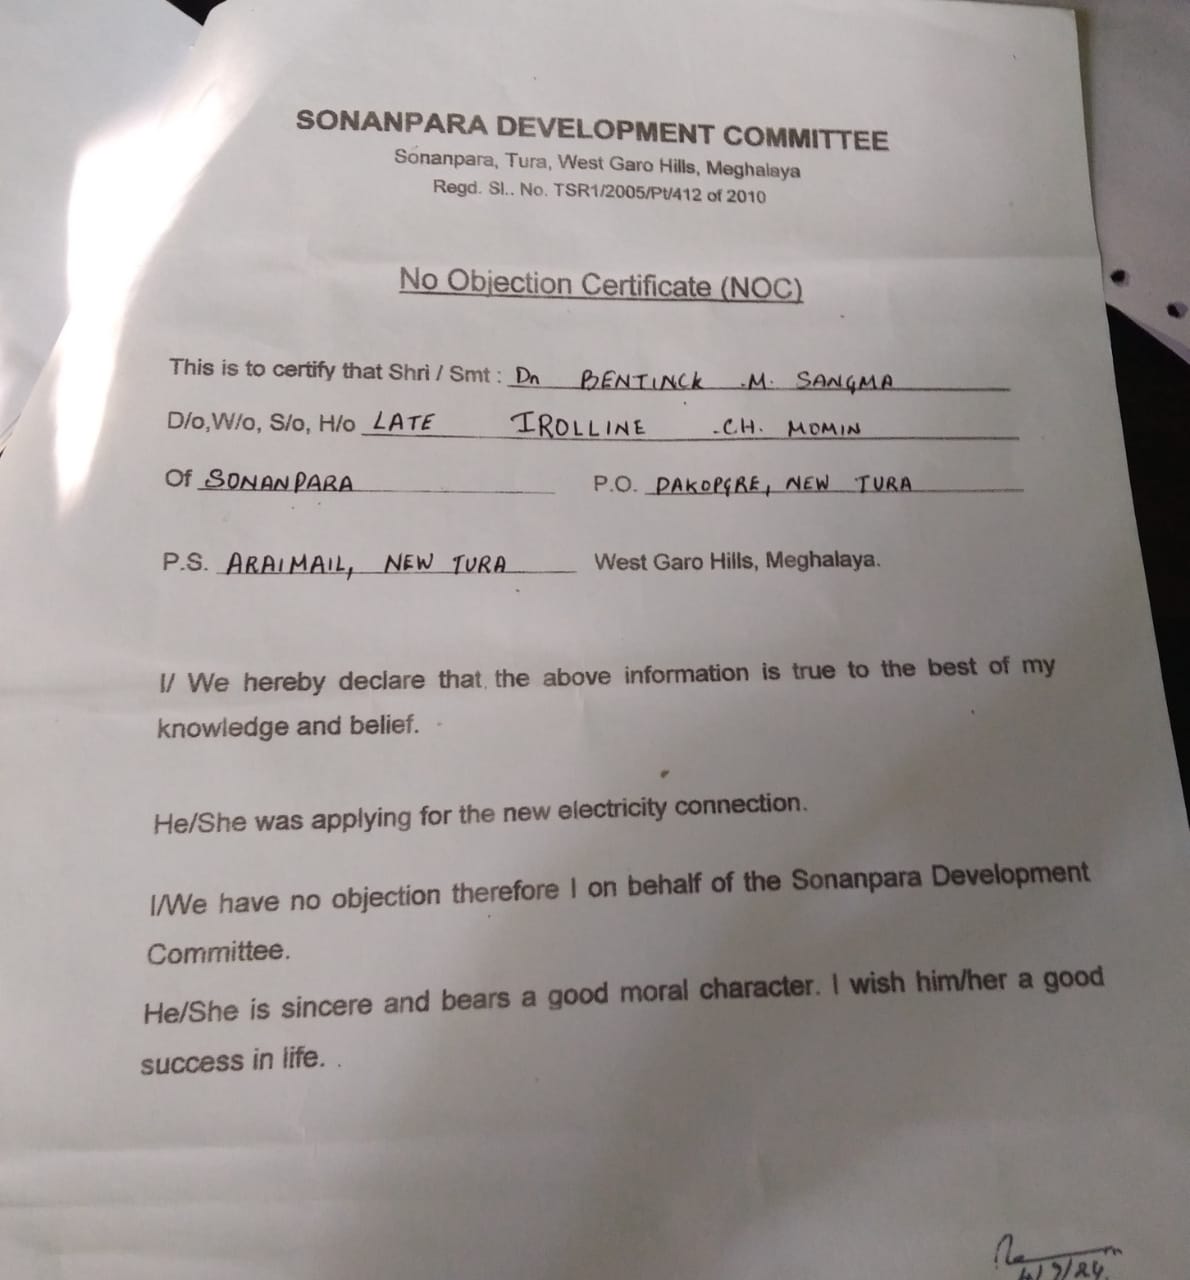 SONANPARA DEVELOPMENT COMMITTEE
Sonanpara, Tura, West Garo Hills, Meghalaya
Regd. Sl.. No. TSR1/2005/Pt/412 of 2010
No Objection Certificate (NOC)
This is to certify that Shri / Smt : Dr BENTINCK .M. SANGMA
D/o,W/o, S/o, H/o LATE IROLLINE .CH. MOMIN
Of SONANPARA P.O. DAKOPGRE, NEW TURA
P.S. ARAIMAIL, NEW TURA West Garo Hills, Meghalaya.
I/ We hereby declare that the above information is true to the best of my
knowledge and belief.
He/She was applying for the new electricity connection.
I/We have no objection therefore I on behalf of the Sonanpara Development
Committee.
He/She is sincere and bears a good moral character. I wish him/her a good
success in life. .